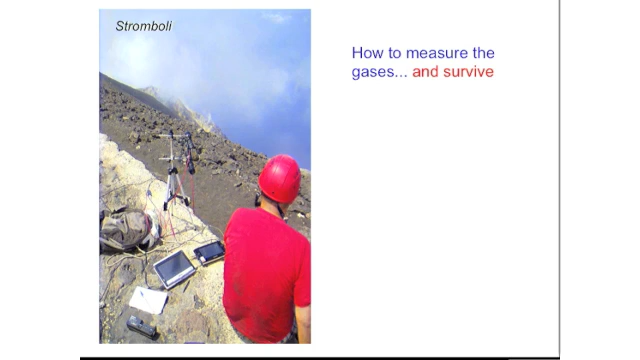 Stromboli
How to measure the
gases... and survive